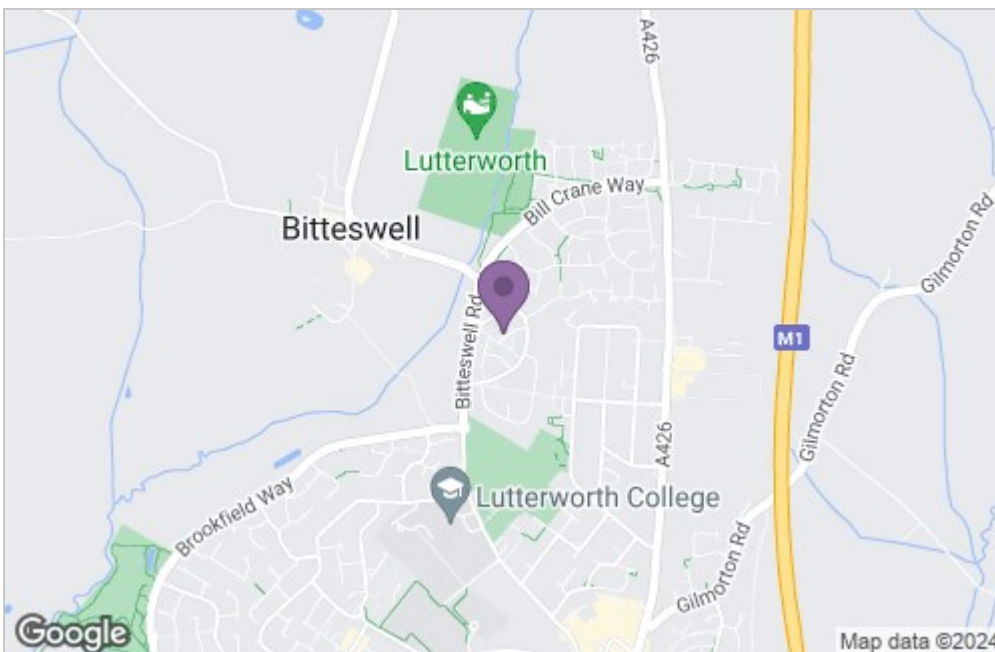 A426
Lutterworth
Bill Crane Way
Bitteswell
Gilmorton Rd
Bitteswell Rd
M1
Gilmorton Rd
A426
Lutterworth College
Brookfield Way
Gilmorton Rd
Google
Map data ©2024